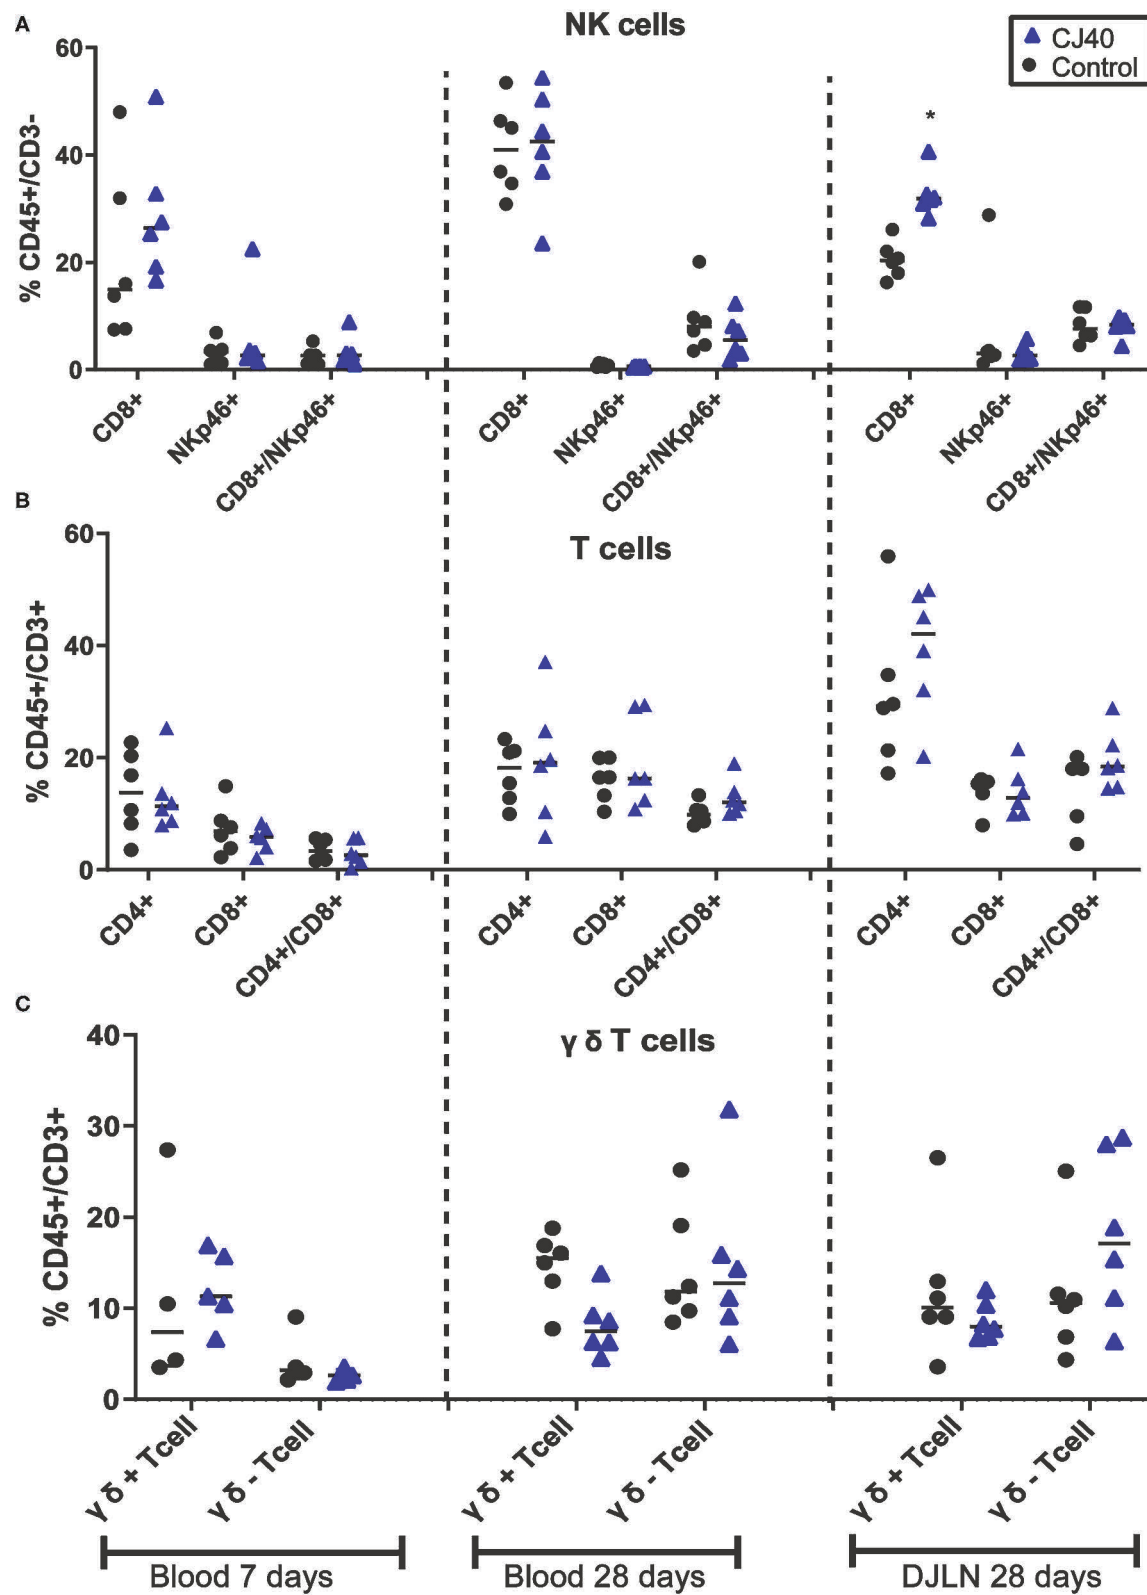 A
NK cells
CJ40
Control
% CD45+/CD3-
60
40
20
0
*
CD8+
NKp46+
CD8+/NKp46+
CD8+
NKp46+
CD8+/NKp46+
CD8+
NKp46+
CD8+/NKp46+
B
T cells
% CD45+/CD3+
60
40
20
0
CD4+
CD8+
CD4+/CD8+
CD4+
CD8+
CD4+/CD8+
CD4+
CD8+
CD4+/CD8+
C
γ δ T cells
% CD45+/CD3+
40
30
20
10
0
γ δ + Tcell
γ δ - Tcell
γ δ + Tcell
γ δ - Tcell
γ δ + Tcell
γ δ - Tcell
Blood 7 days
Blood 28 days
DJLN 28 days